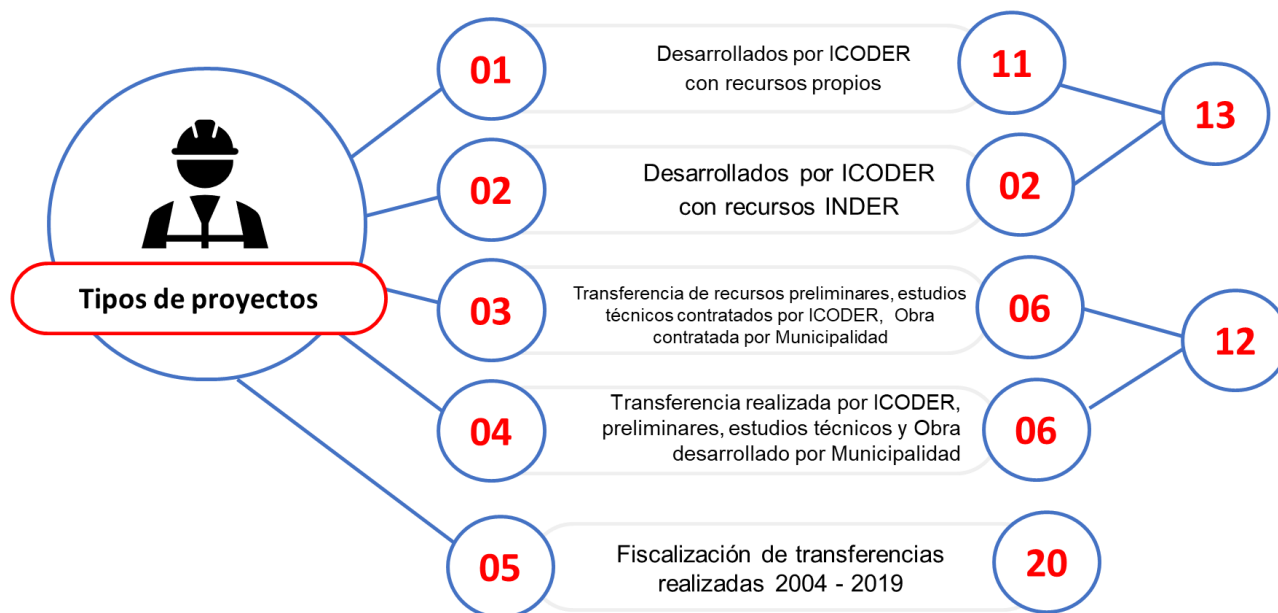 Tipos de proyectos
01
Desarrollados por ICODER
con recursos propios
11
13
02
Desarrollados por ICODER
con recursos INDER
02
03
Transferencia de recursos preliminares, estudios
técnicos contratados por ICODER, Obra
contratada por Municipalidad
06
12
04
Transferencia realizada por ICODER,
preliminares, estudios técnicos y Obra
desarrollado por Municipalidad
06
05
Fiscalización de transferencias
realizadas 2004 - 2019
20